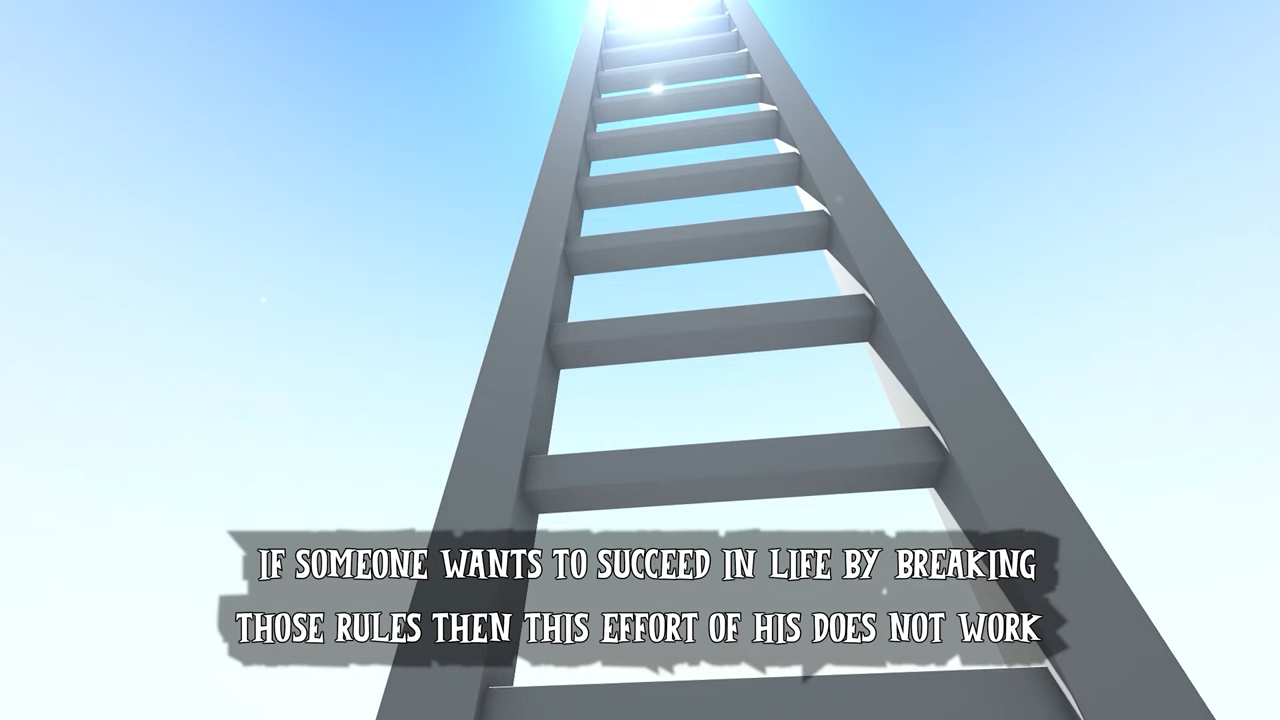 IF SOMEONE WANTS TO SUCCEED IN LIFE BY BREAKING
THOSE RULES THEN THIS EFFORT OF HIS DOES NOT WORK